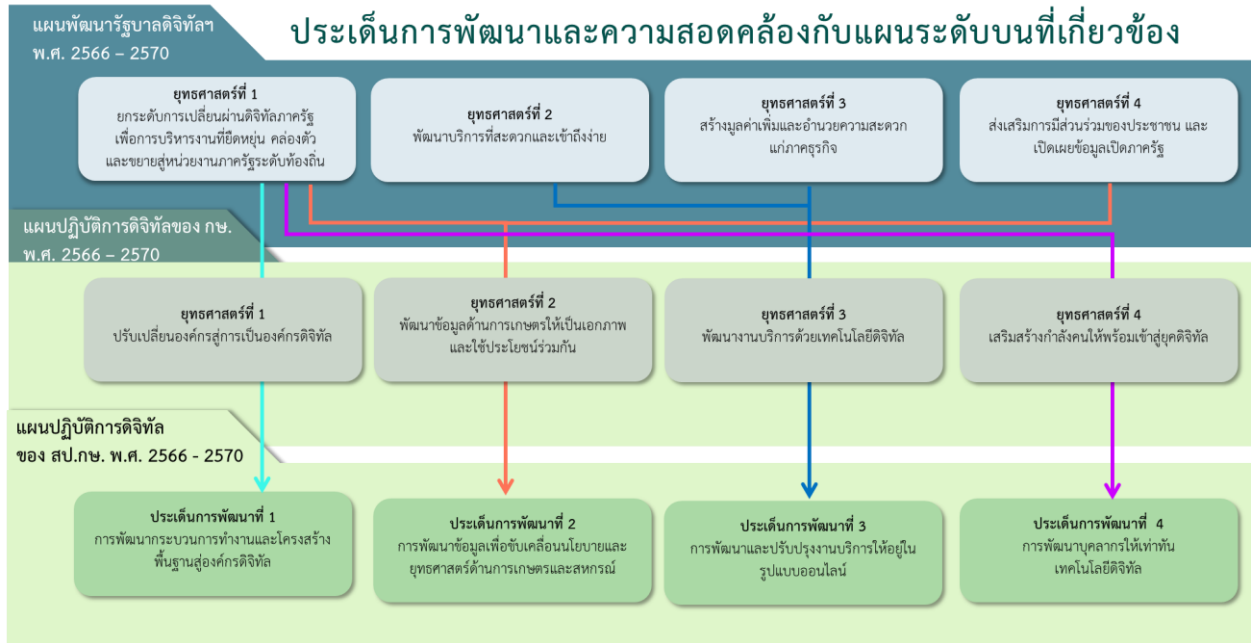 แผนพัฒนารัฐบาลดิจิทัลฯ
พ.ศ. 2566 – 2570
ประเด็นการพัฒนาและความสอดคล้องกับแผนระดับบนที่เกี่ยวข้อง
ยุทธศาสตร์ที่ 1
ยกระดับการเปลี่ยนผ่านดิจิทัลภาครัฐ
เพื่อการบริหารงานที่ยืดหยุ่น คล่องตัว
และขยายสู่หน่วยงานภาครัฐระดับท้องถิ่น
ยุทธศาสตร์ที่ 2
พัฒนาบริการที่สะดวกและเข้าถึงง่าย
ยุทธศาสตร์ที่ 3
สร้างมูลค่าเพิ่มและอำนวยความสะดวก
แก่ภาคธุรกิจ
ยุทธศาสตร์ที่ 4
ส่งเสริมการมีส่วนร่วมของประชาชน และ
เปิดเผยข้อมูลเปิดภาครัฐ
แผนปฏิบัติการดิจิทัลของ กษ.
พ.ศ. 2566 – 2570
ยุทธศาสตร์ที่ 1
ปรับเปลี่ยนองค์กรสู่การเป็นองค์กรดิจิทัล
ยุทธศาสตร์ที่ 2
พัฒนาข้อมูลด้านการเกษตรให้เป็นเอกภาพ
และใช้ประโยชน์ร่วมกัน
ยุทธศาสตร์ที่ 3
พัฒนางานบริการด้วยเทคโนโลยีดิจิทัล
ยุทธศาสตร์ที่ 4
เสริมสร้างกำลังคนให้พร้อมเข้าสู่ยุคดิจิทัล
แผนปฏิบัติการดิจิทัล
ของ สป.กษ. พ.ศ. 2566 - 2570
ประเด็นการพัฒนาที่ 1
การพัฒนากระบวนการทำงานและโครงสร้าง
พื้นฐานสู่องค์กรดิจิทัล
ประเด็นการพัฒนาที่ 2
การพัฒนาข้อมูลเพื่อขับเคลื่อนนโยบายและ
ยุทธศาสตร์ด้านการเกษตรและสหกรณ์
ประเด็นการพัฒนาที่ 3
การพัฒนาและปรับปรุงงานบริการให้อยู่ใน
รูปแบบออนไลน์
ประเด็นการพัฒนาที่ 4
การพัฒนาบุคลากรให้เท่าทัน
เทคโนโลยีดิจิทัล